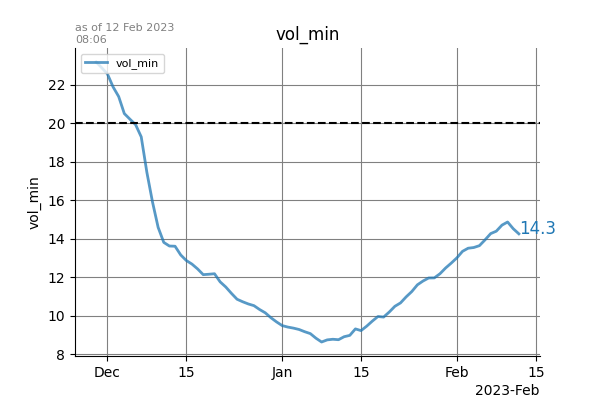 as of 12 Feb 2023
08:06
vol_min
vol_min
22
20
18
16
14
12
10
8
vol_min
14.3
Dec 15 Jan 15 Feb 15
2023-Feb